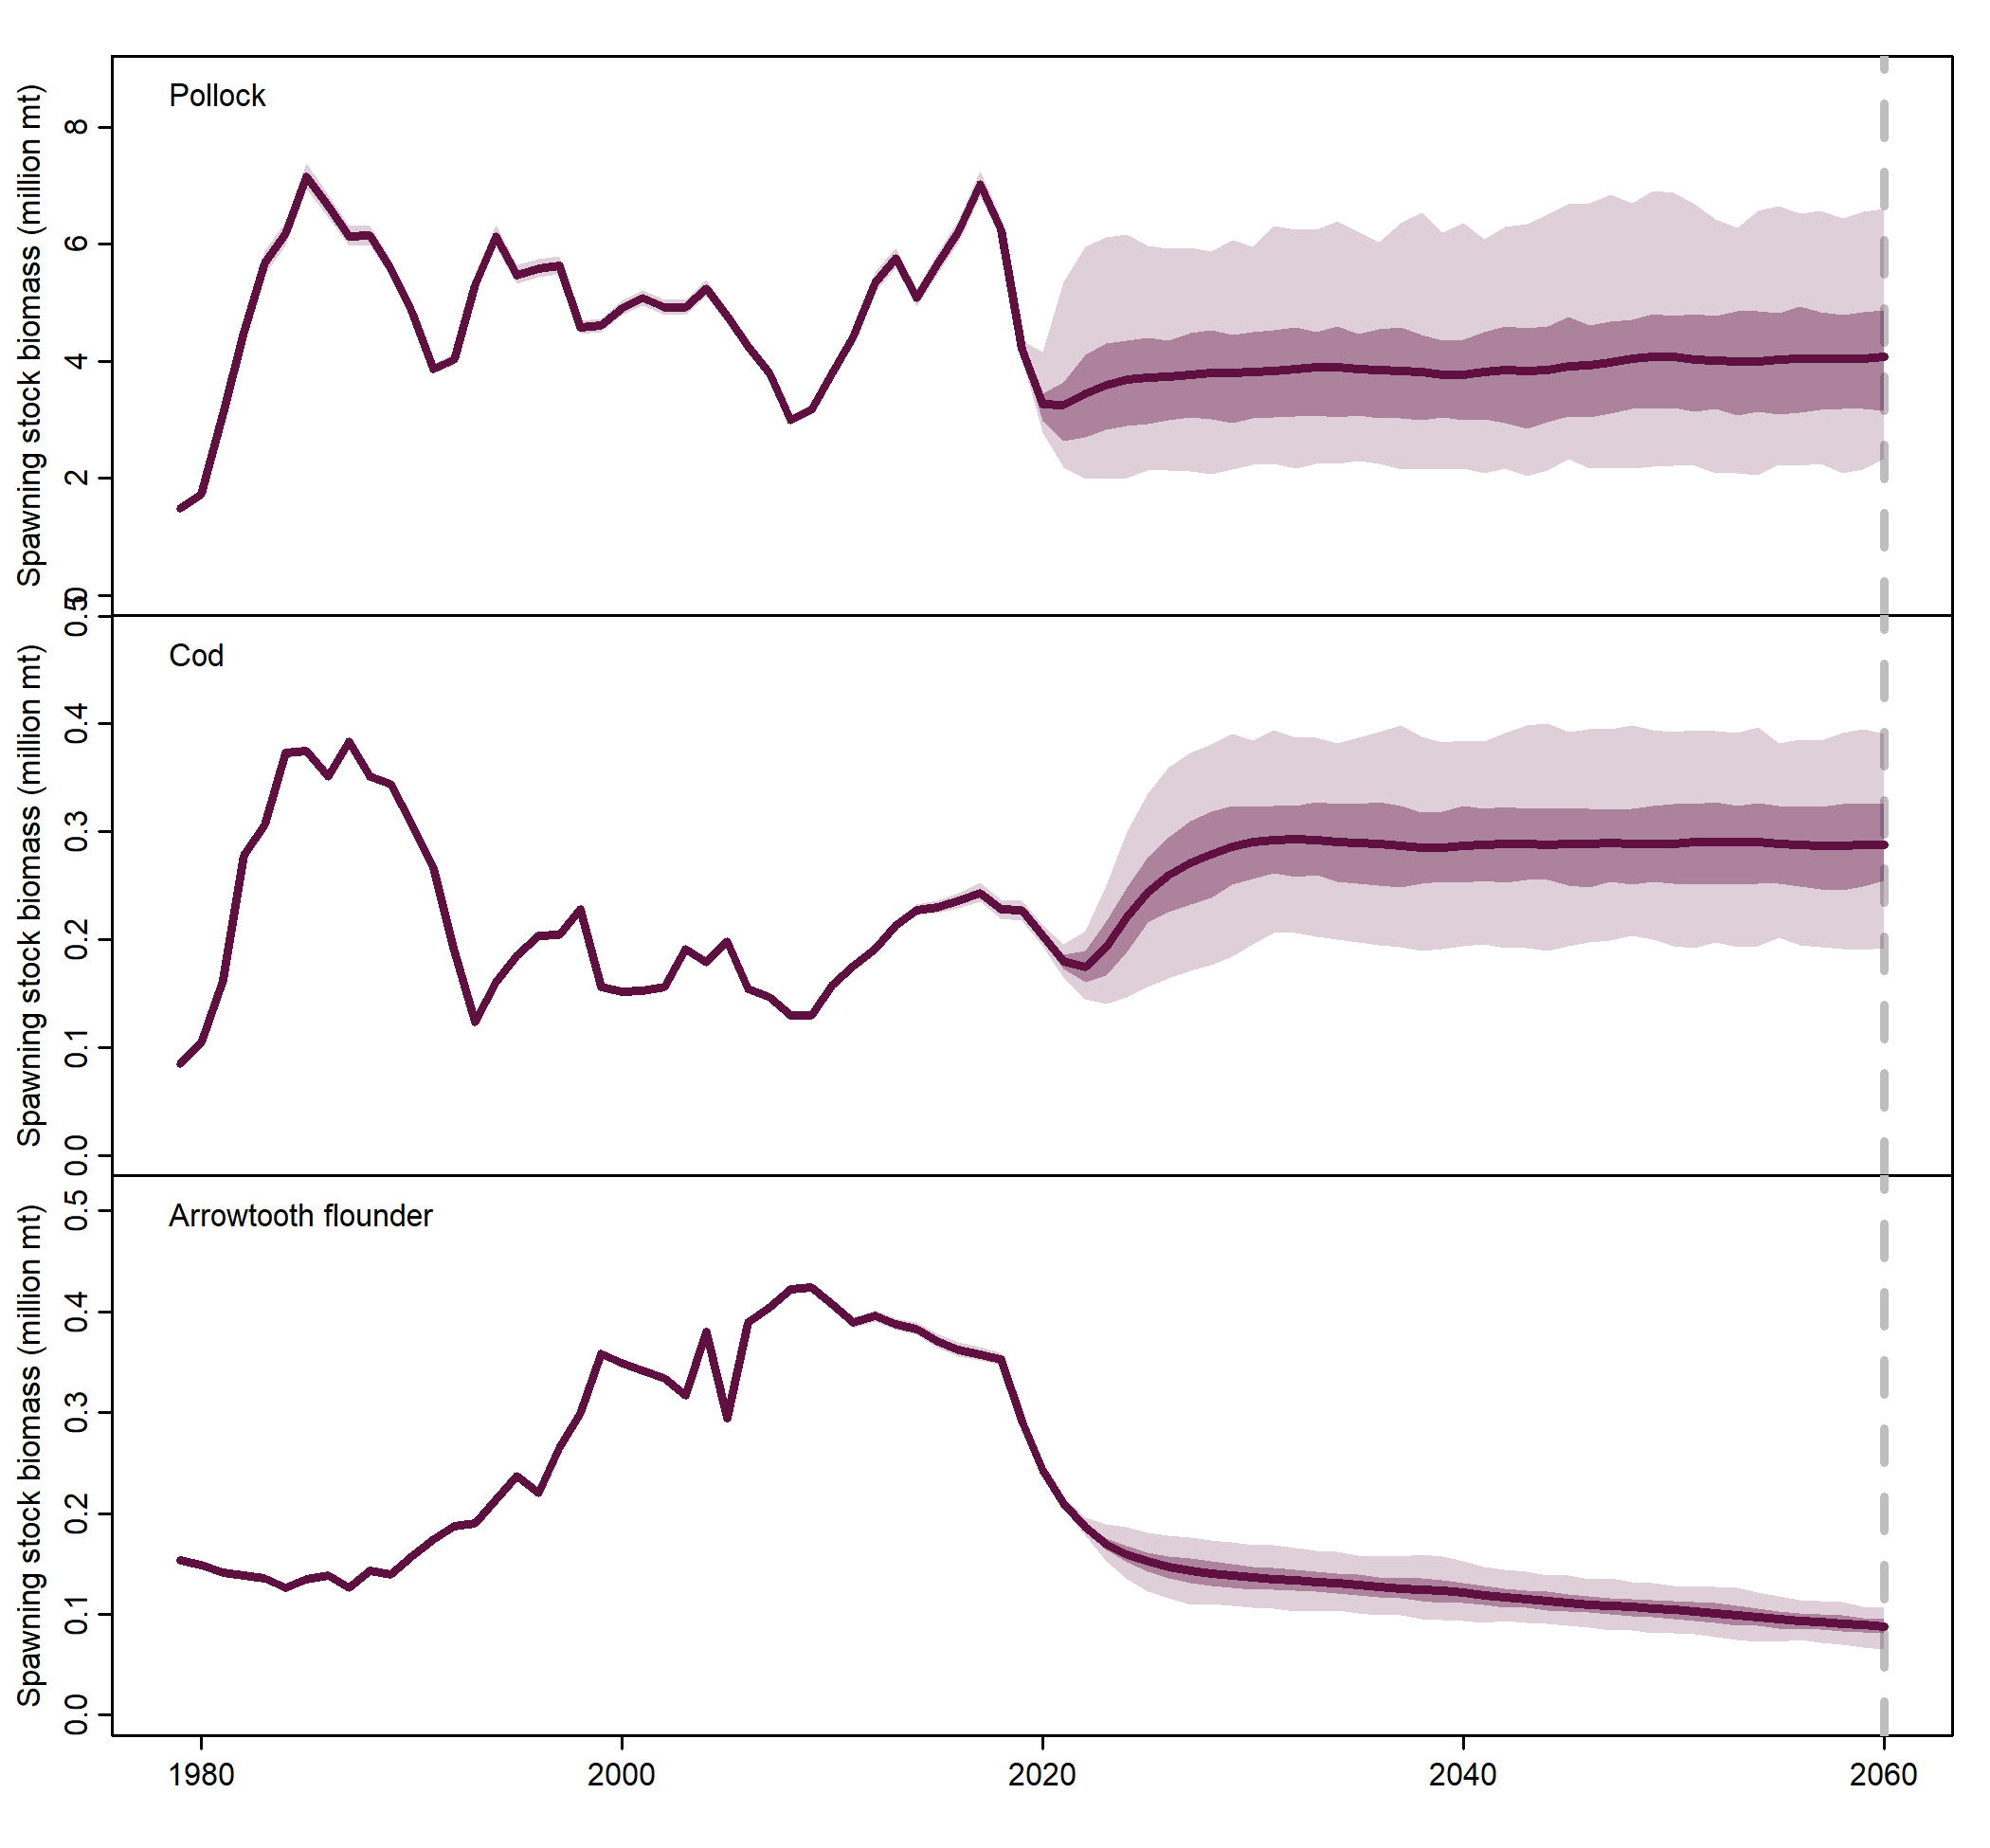 Pollock
Spawning stock biomass (million mt)
8
6
4
2
0
Cod
Spawning stock biomass (million mt)
0.5
0.4
0.3
0.2
0.1
0.0
Arrowtooth flounder
Spawning stock biomass (million mt)
0.5
0.4
0.3
0.2
0.1
0.0
1980 2000 2020 2040 2060